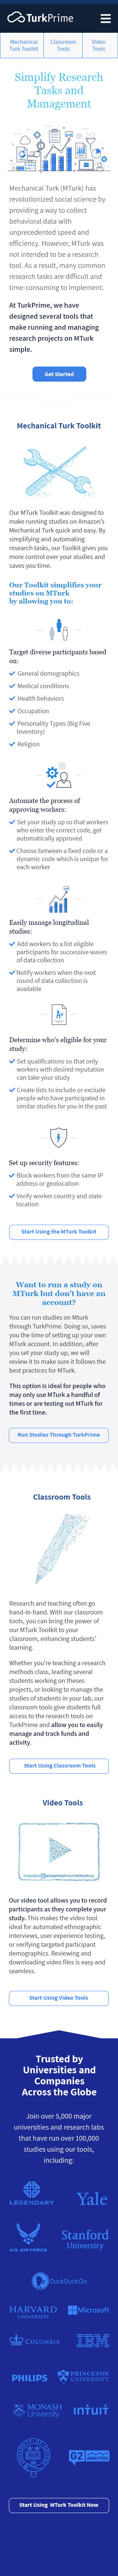 TurkPrime
Mechanical
Turk Toolkit
Classroom
Tools
Video
Tools
Simplify Research
Tasks and
Management
Mechanical Turk (MTurk) has
revolutionized social science by
providing a way to collect
behavioral data with
unprecedented speed and
efficiency. However, MTurk was
not intended to be a research
tool. As a result, many common
research tasks are difficult and
time-consuming to implement.
At TurkPrime, we have
designed several tools that
make running and managing
research projects on MTurk
simple.
Get Started
Mechanical Turk Toolkit
Our MTurk Toolkit was designed to
make running studies on Amazon's
Mechanical Turk quick and easy. By
simplifying and automating
research tasks, our Toolkit gives you
more control over your studies and
saves you time.
Our Toolkit simplifies your
studies on MTurk
by allowing you to:
Target diverse participants based
on:
General demographics
Medical conditions
Health behaviors
Occupation
Personality Types (Big Five
Inventory)
Religion
Automate the process of
approving workers:
Set your study up so that workers
who enter the correct code, get
automatically approved
Choose between a fixed code or a
dynamic code which is unique for
each worker
Easily manage longitudinal
studies:
Add workers to a list eligible
participants for successive waves
of data collection
Notify workers when the next
round of data collection is
available
A+
Determine who's eligible for your
study:
Set qualifications so that only
workers with desired reputation
can take your study
Create lists to include or exclude
people who have participated in
similar studies for you in the past
Set up security features:
Block workers from the same IP
address or geolocation
Verify worker country and state
location
Start Using the MTurk Toolkit
Want to run a study on
MTurk but don't have an
account?
You can run studies on Mturk
through TurkPrime. Doing so, saves
you the time of setting up your own
MTurk account. In addition, after
you set your study up, we will
review it to make sure it follows the
best practices for MTurk.
This option is ideal for people who
may only use MTurk a handful of
times or are testing out MTurk for
the first time.
Run Studies Through TurkPrime
Classroom Tools
Research and teaching often go
hand-in-hand. With our classroom
tools, you can bring the power of
our MTurk Toolkit to your
classroom, enhancing students'
learning.
Whether you're teaching a research
methods class, leading several
students working on theses
projects, or looking to manage the
studies of students in your lab, our
classroom tools give students full
access to the research tools on
TurkPrime and allow you to easily
manage and track funds and
activity.
Start Using Classroom Tools
Video Tools
Our video tool allows you to record
participants as they complete your
study. This makes the video tool
ideal for automated ethnographic
interviews, user experience testing,
or verifying targeted participant
demographics. Reviewing and
downloading video files is easy and
seamless.
Start Using Video Tools
Trusted by
Universities and
Companies
Across the Globe
Join over 5,000 major
universities and research labs
that have run over 100,000
studies using our tools,
including:
LEGENDARY
Yale
U.S. AIR FORCE
Stanford
University
DuckDuckGo
HARVARD
UNIVERSITY
Microsoft
COLUMBIA
IBM
PHILIPS
PRINCETON
UNIVERSITY
MONASH
University
intuit
G2
Start Using MTurk Toolkit Now